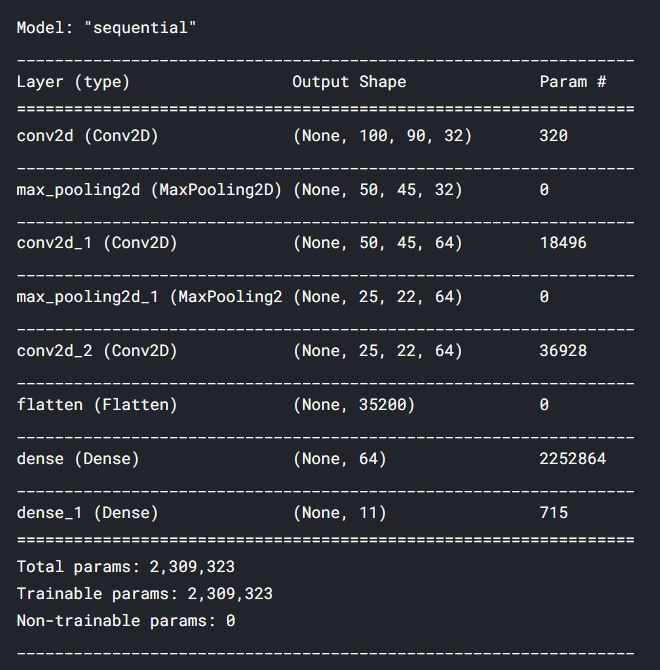 Model: "sequential"
_________________________________________________________________
Layer (type)                 Output Shape              Param #
=================================================================
conv2d (Conv2D)              (None, 100, 90, 32)       320
_________________________________________________________________
max_pooling2d (MaxPooling2D) (None, 50, 45, 32)        0
_________________________________________________________________
conv2d_1 (Conv2D)            (None, 50, 45, 64)        18496
_________________________________________________________________
max_pooling2d_1 (MaxPooling2 (None, 25, 22, 64)        0
_________________________________________________________________
conv2d_2 (Conv2D)            (None, 25, 22, 64)        36928
_________________________________________________________________
flatten (Flatten)            (None, 35200)             0
_________________________________________________________________
dense (Dense)                (None, 64)                2252864
_________________________________________________________________
dense_1 (Dense)              (None, 11)                715
=================================================================
Total params: 2,309,323
Trainable params: 2,309,323
Non-trainable params: 0
_________________________________________________________________